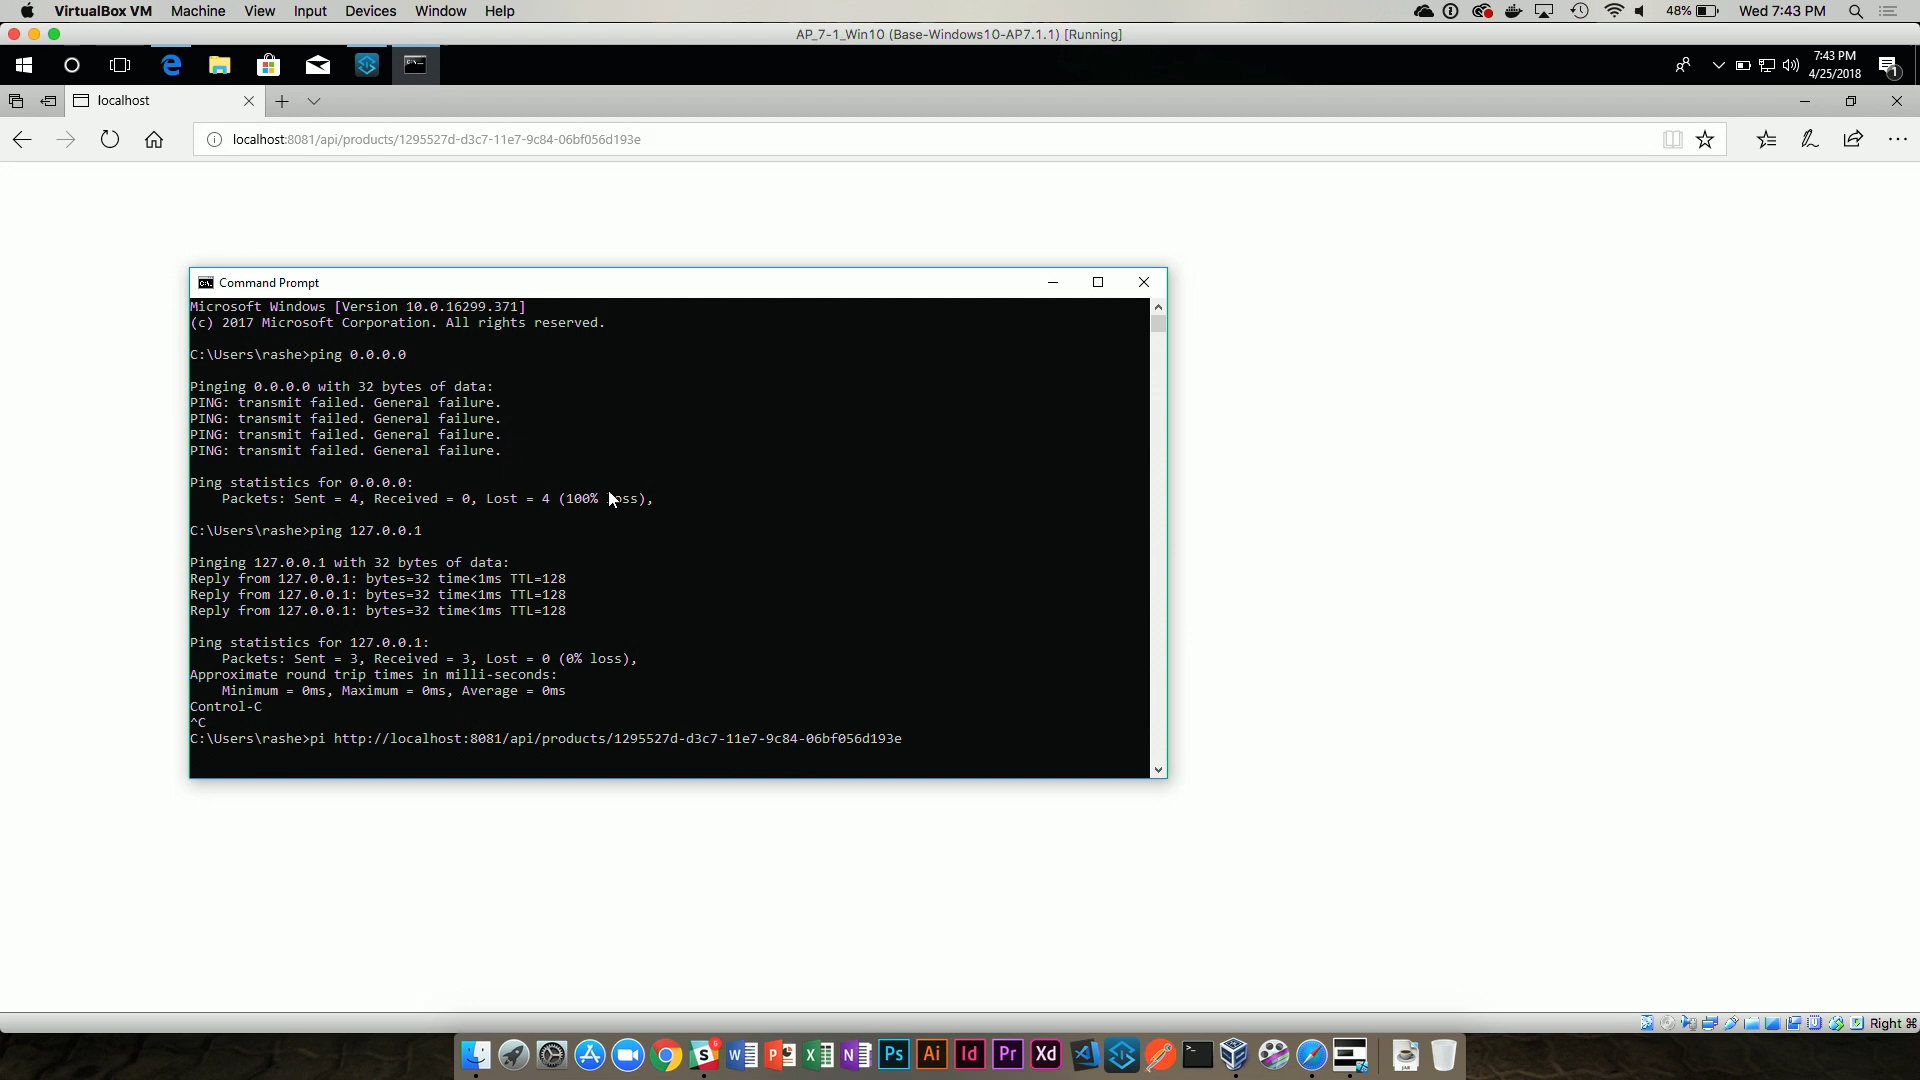 VirtualBox VM Machine View Input Devices Window Help 48% Wed 7:43 PM
AP_7-1_Win10 (Base-Windows10-AP7.1.1) [Running]
7:43 PM
4/25/2018
1
localhost
localhost:8081/api/products/1295527d-d3c7-11e7-9c84-06bf056d193e
Command Prompt
Microsoft Windows [Version 10.0.16299.371]
(c) 2017 Microsoft Corporation. All rights reserved.
C:\Users\rashe>ping 0.0.0.0
Pinging 0.0.0.0 with 32 bytes of data:
PING: transmit failed. General failure.
PING: transmit failed. General failure.
PING: transmit failed. General failure.
PING: transmit failed. General failure.
Ping statistics for 0.0.0.0:
Packets: Sent = 4, Received = 0, Lost = 4 (100% loss),
C:\Users\rashe>ping 127.0.0.1
Pinging 127.0.0.1 with 32 bytes of data:
Reply from 127.0.0.1: bytes=32 time<1ms TTL=128
Reply from 127.0.0.1: bytes=32 time<1ms TTL=128
Reply from 127.0.0.1: bytes=32 time<1ms TTL=128
Ping statistics for 127.0.0.1:
Packets: Sent = 3, Received = 3, Lost = 0 (0% loss),
Approximate round trip times in milli-seconds:
Minimum = 0ms, Maximum = 0ms, Average = 0ms
Control-C
^C
C:\Users\rashe>pi http://localhost:8081/api/products/1295527d-d3c7-11e7-9c84-06bf056d193e
Right ⌘
Ps Ai Id Pr Xd